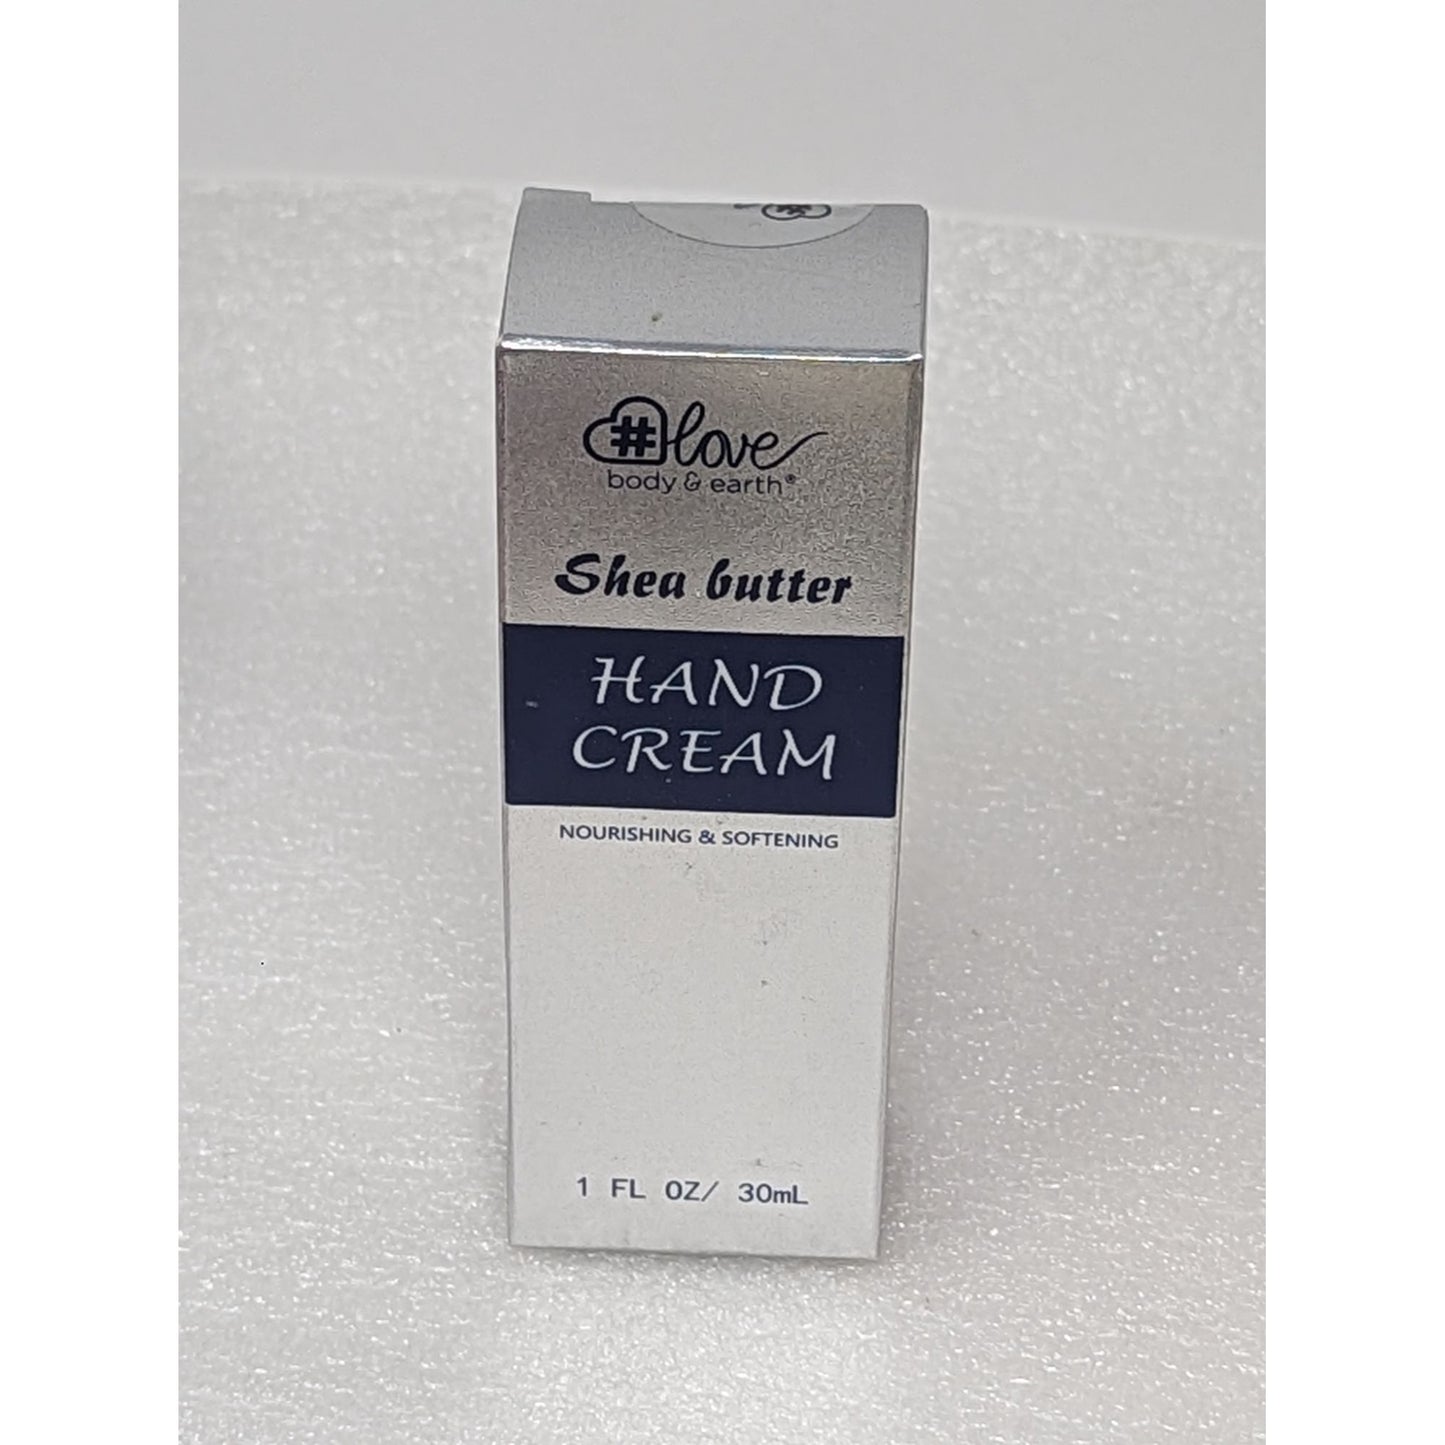 #love
body & earth®
Shea butter
HAND
CREAM
NOURISHING & SOFTENING
1 FL OZ/ 30mL